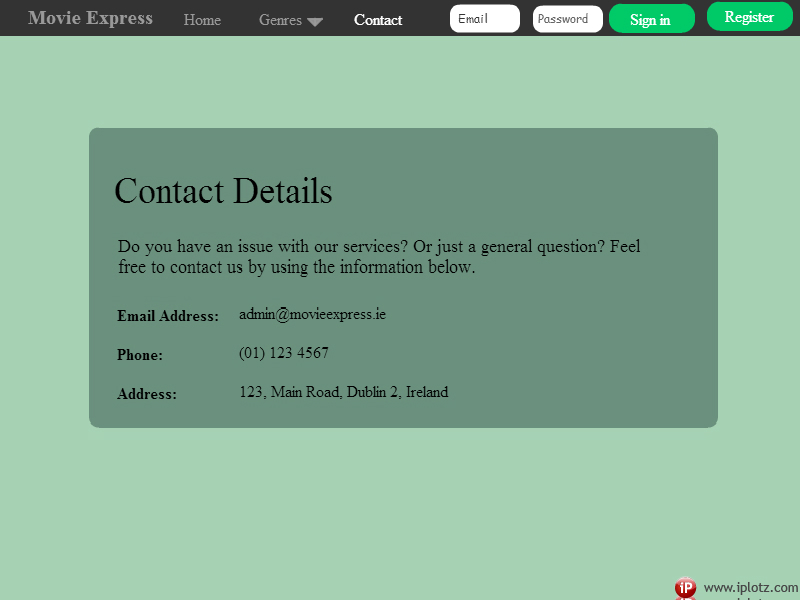 Movie Express Home Genres Contact Email Password Sign in Register
Contact Details
Do you have an issue with our services? Or just a general question? Feel
free to contact us by using the information below.
Email Address: admin@movieexpress.ie
Phone: (01) 123 4567
Address: 123, Main Road, Dublin 2, Ireland
iP www.iplotz.com